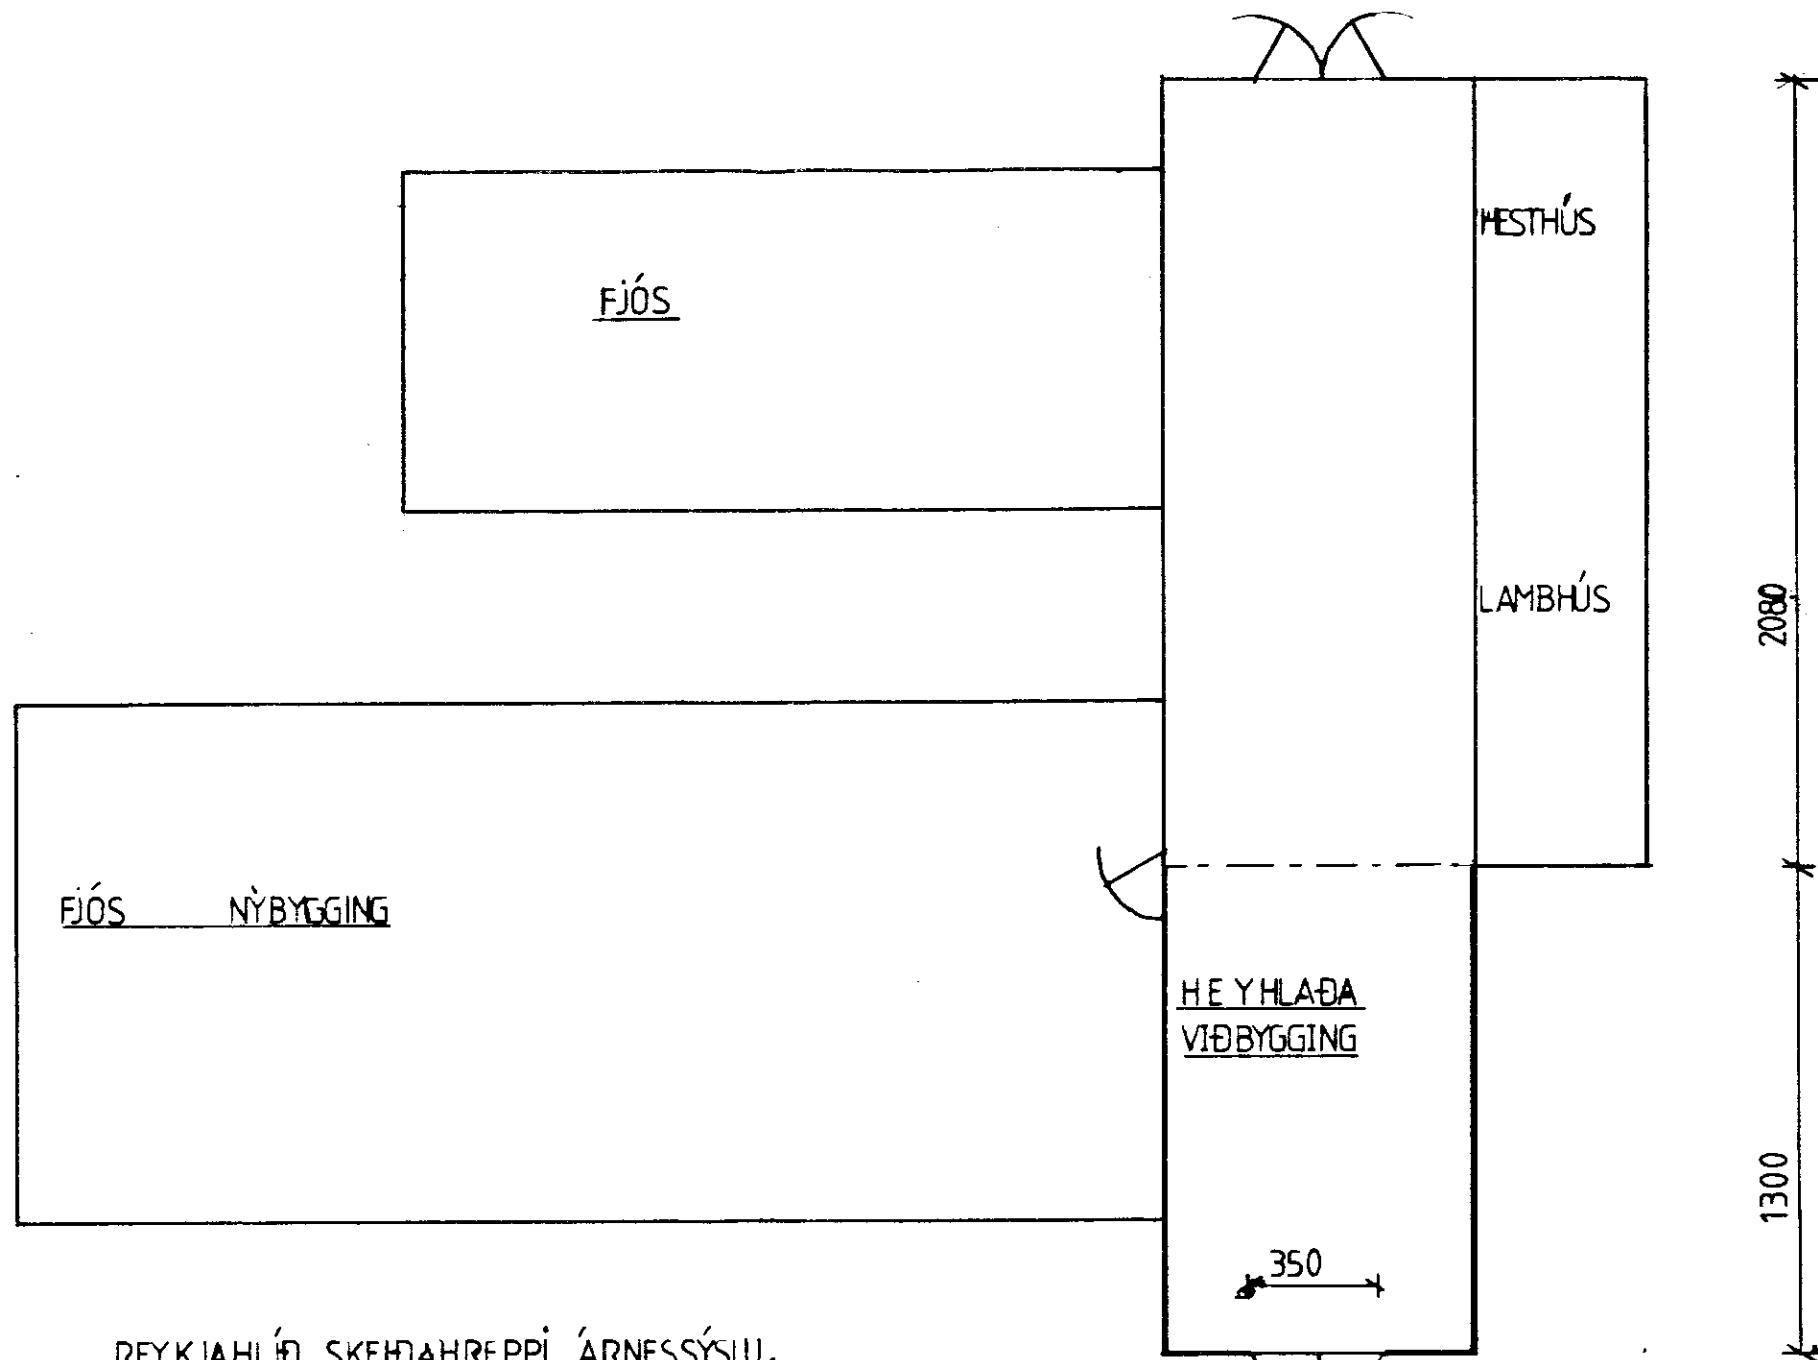 HESTHÚS
FJÓS
LAMBHÚS
2080
FJÓS NÝBYGGING
HEYHLAÐA
VIÐBYGGING
1300
350
REYKJAHLÍÐ SKEIÐAHREPPI ÁRNESSÝSLU.